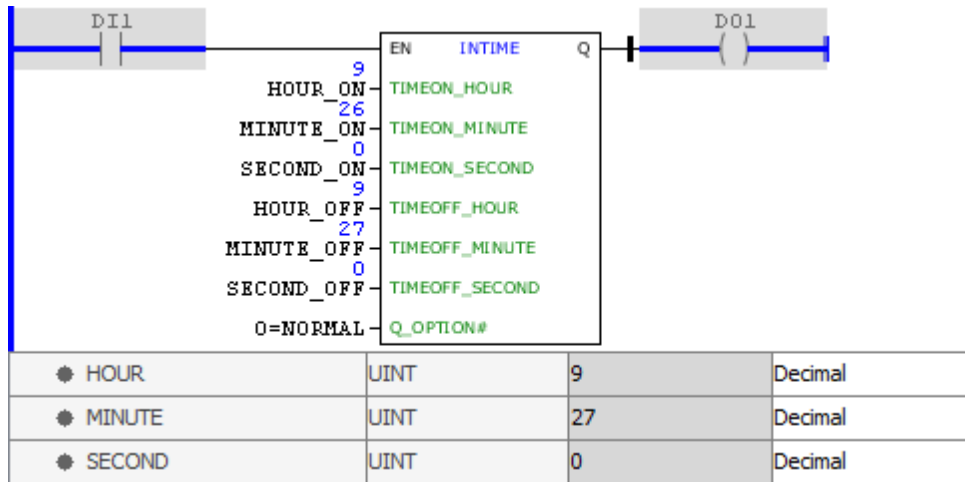 DI1 DO1
EN INTIME Q
9
HOUR_ON TIMEON_HOUR
26
MINUTE_ON TIMEON_MINUTE
0
SECOND_ON TIMEON_SECOND
9
HOUR_OFF TIMEOFF_HOUR
27
MINUTE_OFF TIMEOFF_MINUTE
0
SECOND_OFF TIMEOFF_SECOND
0=NORMAL Q_OPTION#
HOUR UINT 9 Decimal
MINUTE UINT 27 Decimal
SECOND UINT 0 Decimal